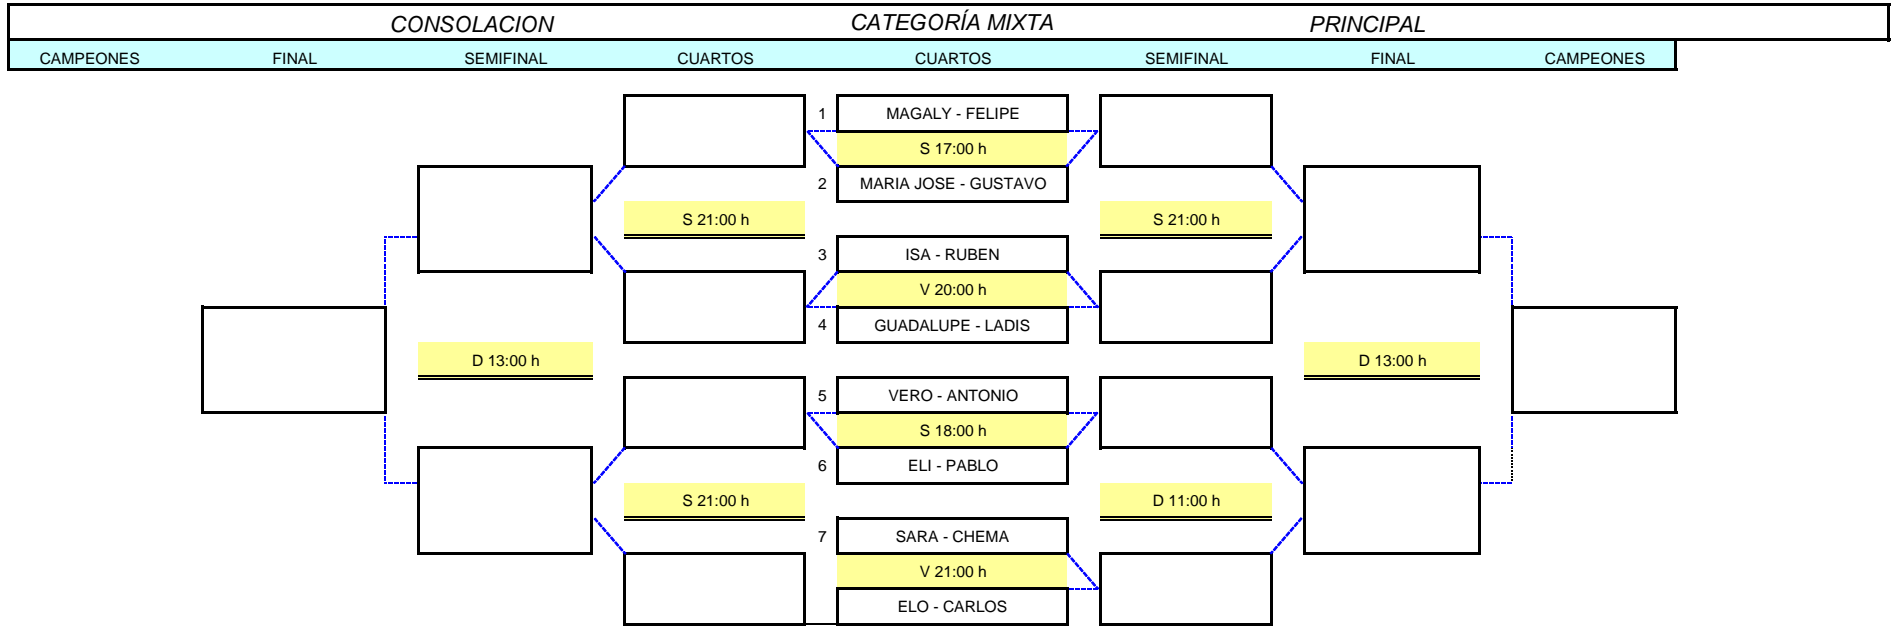 CONSOLACION CATEGORÍA MIXTA PRINCIPAL
CAMPEONES FINAL SEMIFINAL CUARTOS CUARTOS SEMIFINAL FINAL CAMPEONES
1 MAGALY - FELIPE
S 17:00 h
2 MARIA JOSE - GUSTAVO
S 21:00 h S 21:00 h
3 ISA - RUBEN
V 20:00 h
4 GUADALUPE - LADIS
D 13:00 h D 13:00 h
5 VERO - ANTONIO
S 18:00 h
6 ELI - PABLO
S 21:00 h D 11:00 h
7 SARA - CHEMA
V 21:00 h
ELO - CARLOS